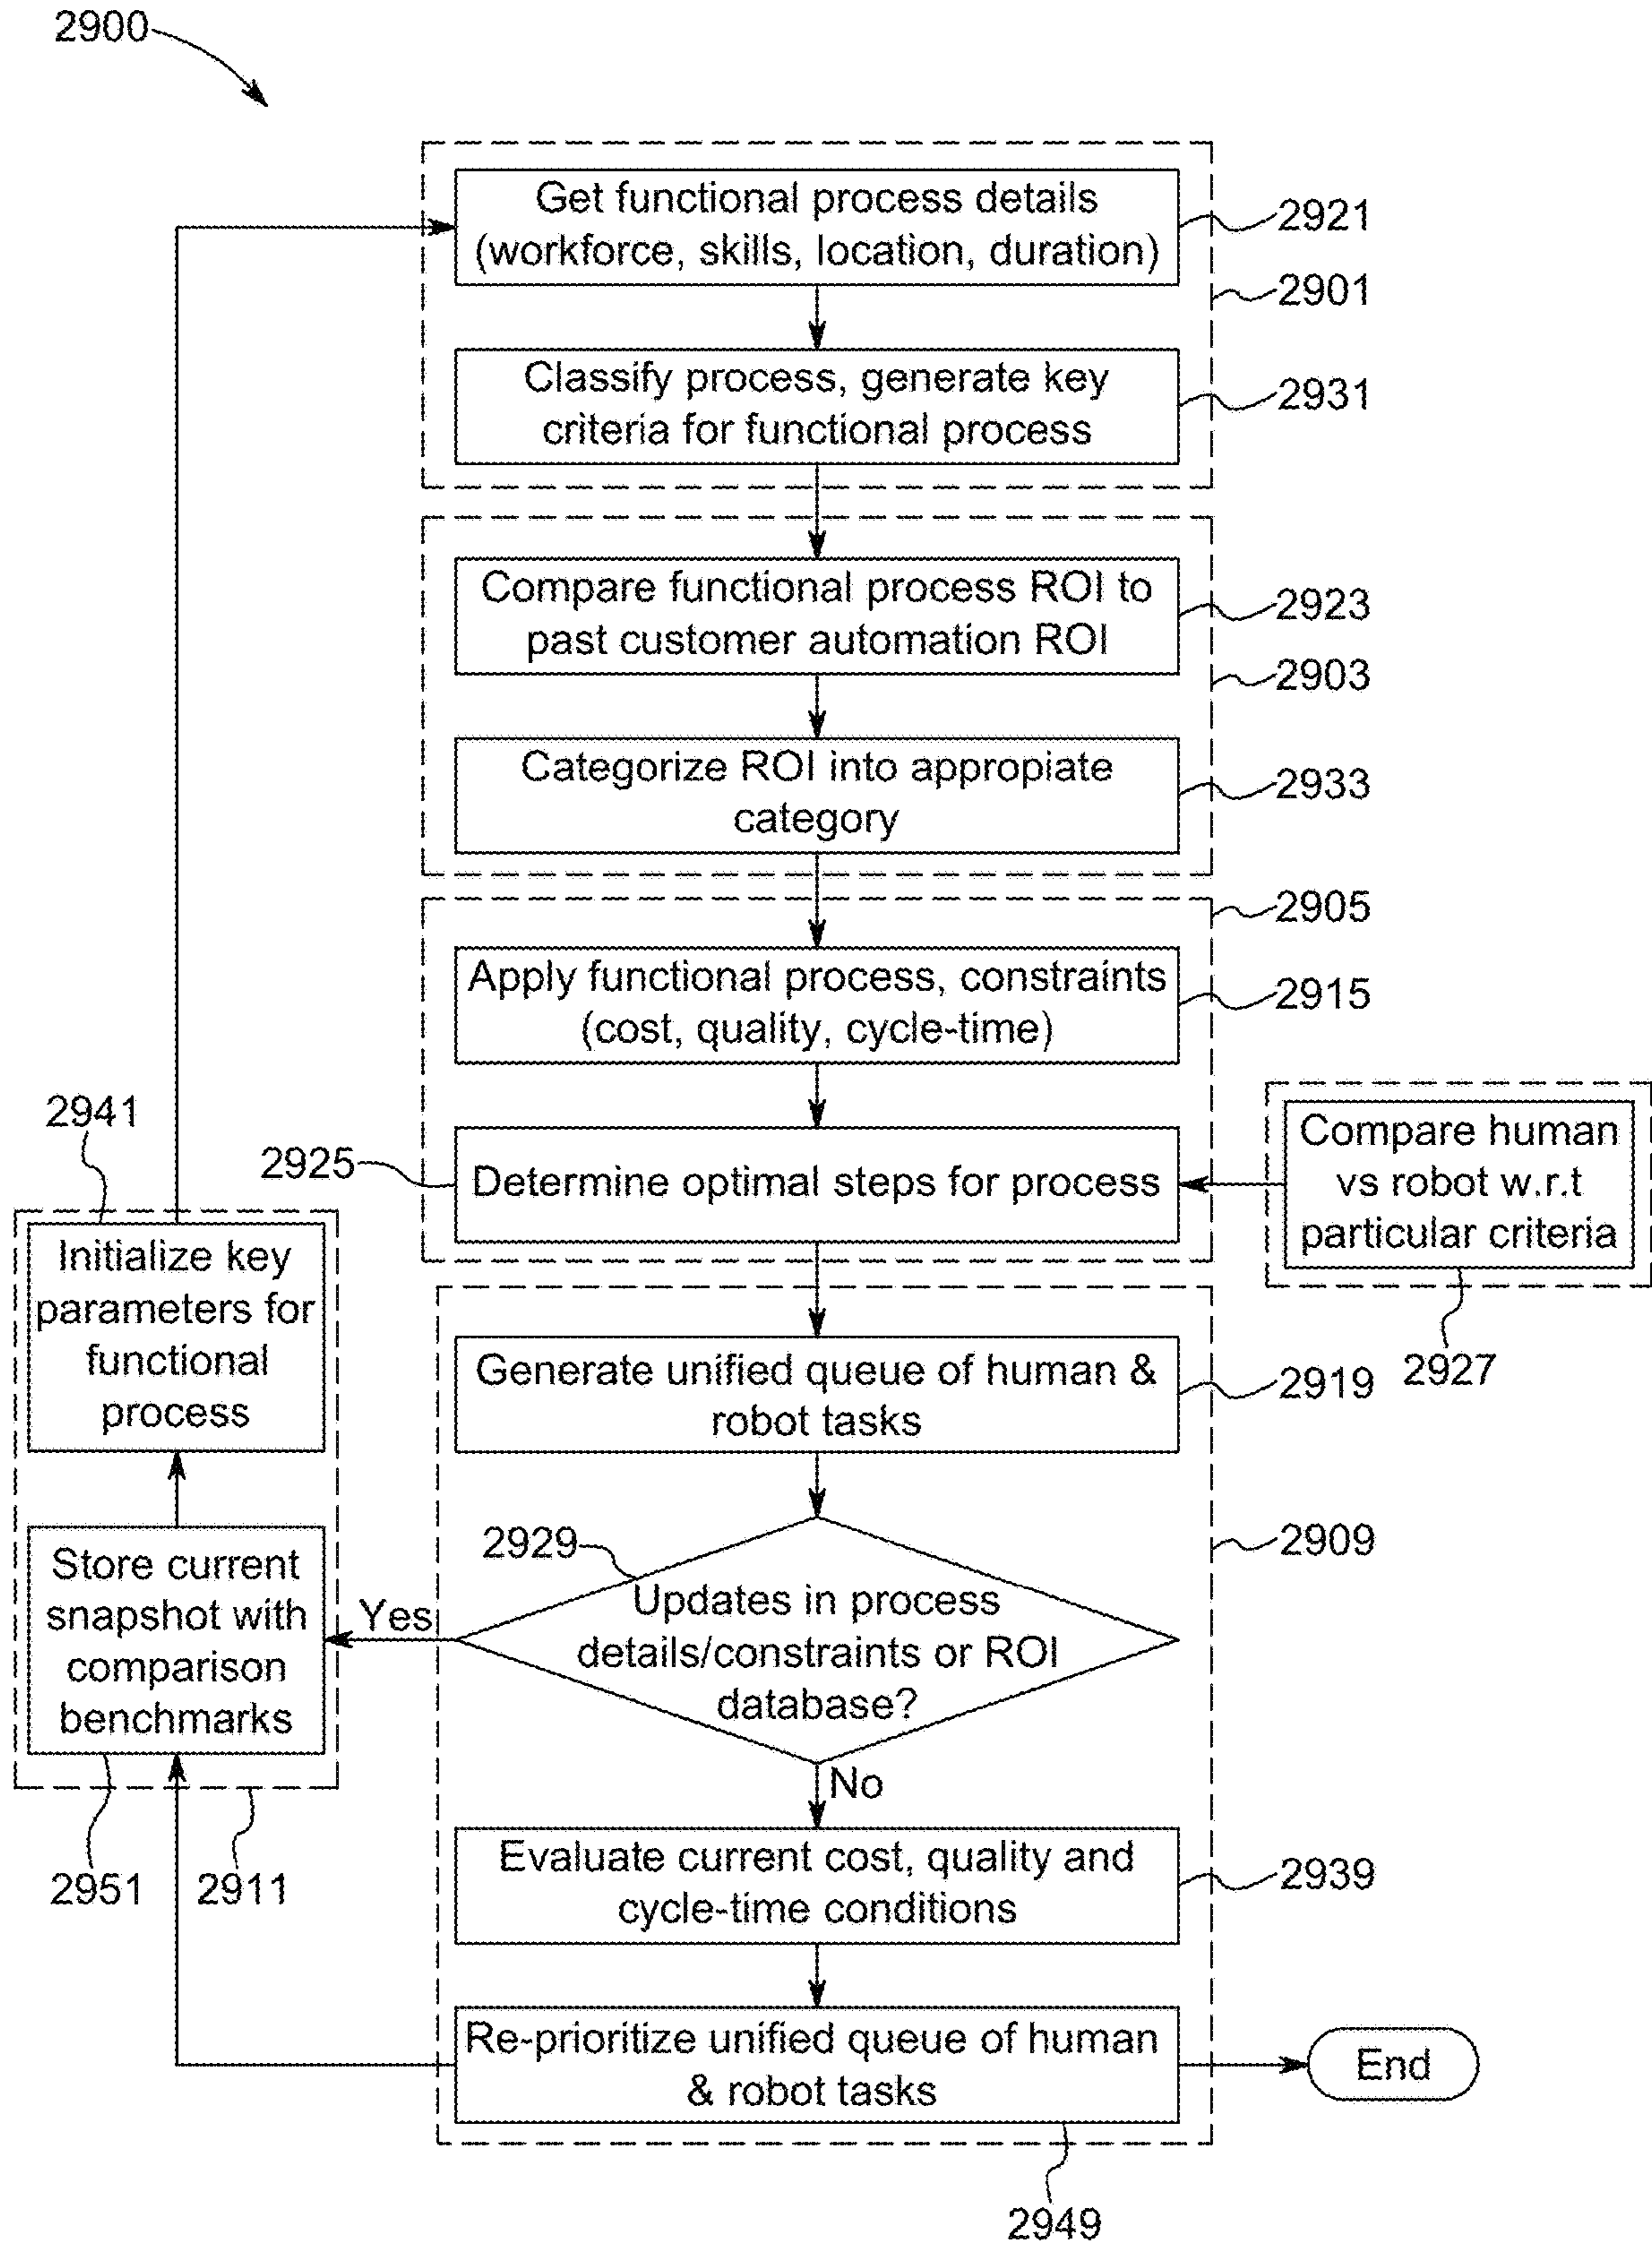 2900
Get functional process details
(workforce, skills, location, duration)
2921
2901
Classify process, generate key
criteria for functional process
2931
Compare functional process ROI to
past customer automation ROI
2923
2903
Categorize ROI into appropiate
category
2933
2905
Apply functional process, constraints
(cost, quality, cycle-time)
2915
2925
Determine optimal steps for process
Compare human
vs robot w.r.t
particular criteria
2927
2941
Initialize key
parameters for
functional
process
Generate unified queue of human &
robot tasks
2919
2909
2929
Updates in process
details/constraints or ROI
database?
Yes
Store current
snapshot with
comparison
benchmarks
2951
2911
No
Evaluate current cost, quality and
cycle-time conditions
2939
Re-prioritize unified queue of human
& robot tasks
End
2949